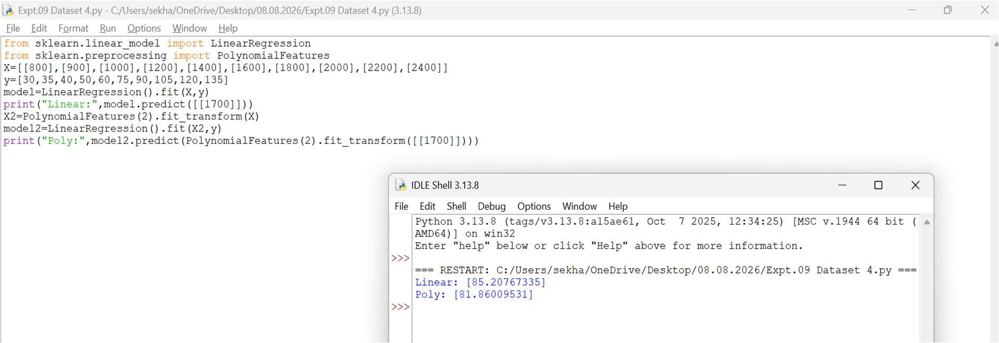 Expt.09 Dataset 4.py - C:/Users/sekha/OneDrive/Desktop/08.08.2026/Expt.09 Dataset 4.py (3.13.8)
File Edit Format Run Options Window Help
from sklearn.linear_model import LinearRegression
from sklearn.preprocessing import PolynomialFeatures
X=[[800],[900],[1000],[1200],[1400],[1600],[1800],[2000],[2200],[2400]]
y=[30,35,40,50,60,75,90,105,120,135]
model=LinearRegression().fit(X,y)
print("Linear:",model.predict([[1700]]))
X2=PolynomialFeatures(2).fit_transform(X)
model2=LinearRegression().fit(X2,y)
print("Poly:",model2.predict(PolynomialFeatures(2).fit_transform([[1700]])))
IDLE Shell 3.13.8
File Edit Shell Debug Options Window Help
Python 3.13.8 (tags/v3.13.8:a15ae61, Oct  7 2025, 12:34:25) [MSC v.1944 64 bit (
AMD64)] on win32
Enter "help" below or click "Help" above for more information.
>>>
=== RESTART: C:/Users/sekha/OneDrive/Desktop/08.08.2026/Expt.09 Dataset 4.py ===
Linear: [85.20767335]
Poly: [81.86009531]
>>>